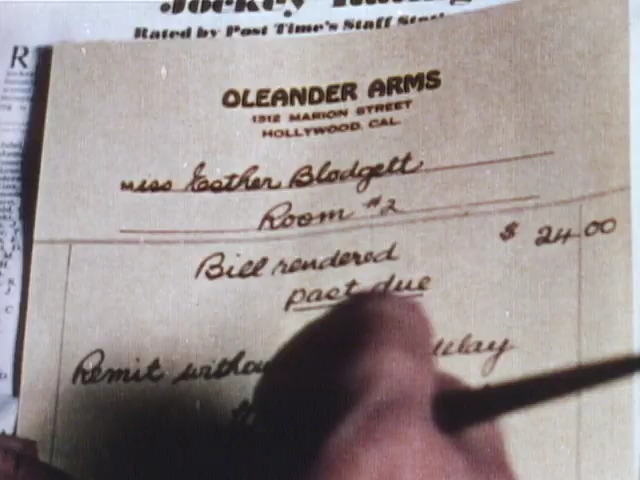 Jockey
Rated by Post Time's Staff
R
OLEANDER ARMS
1312 MARION STREET
HOLLYWOOD, CAL.
Miss Esther Blodgett
Room #2
Bill rendered $ 24.00
past due
Remit